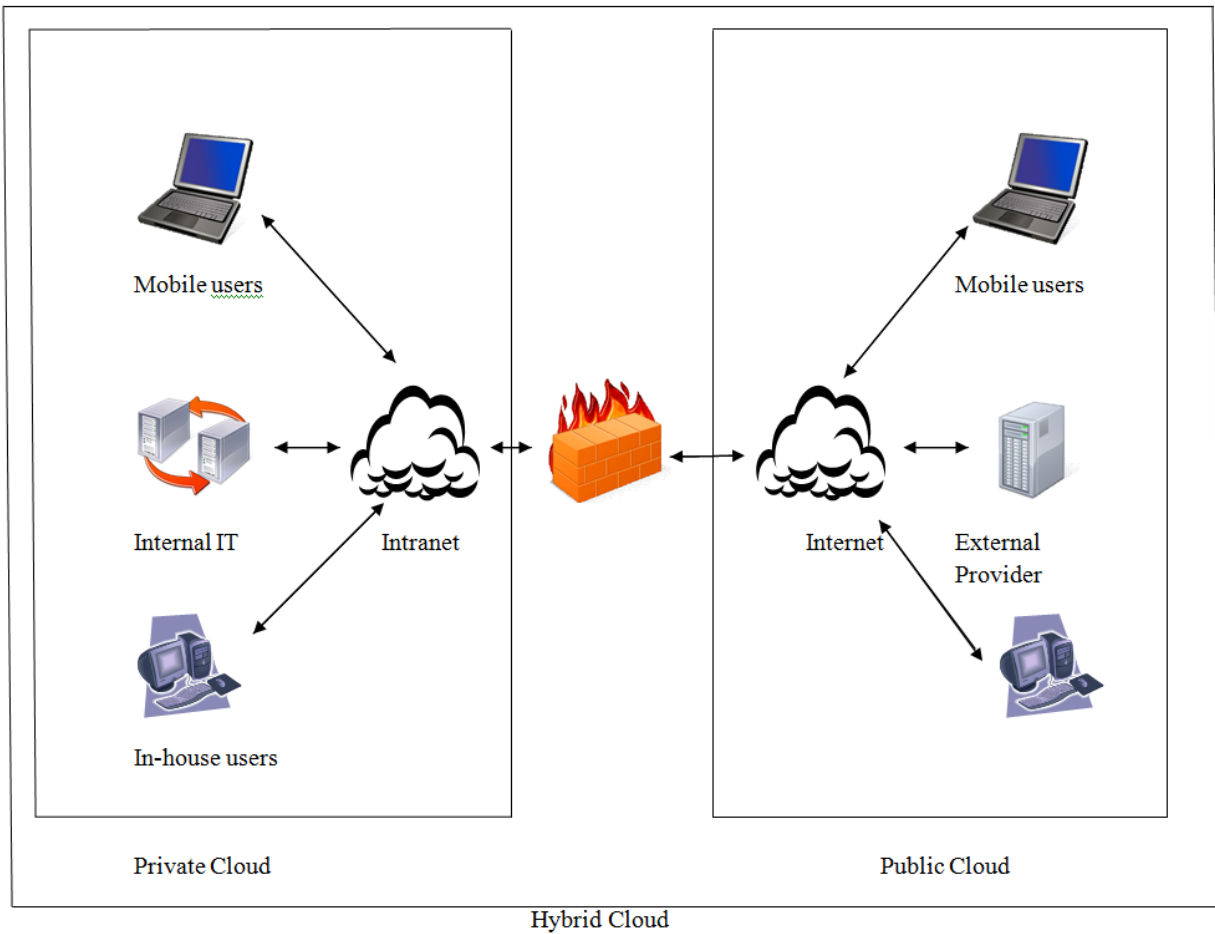 Mobile users
Mobile users
Internal IT
Intranet
Internet
External
Provider
In-house users
Private Cloud
Public Cloud
Hybrid Cloud